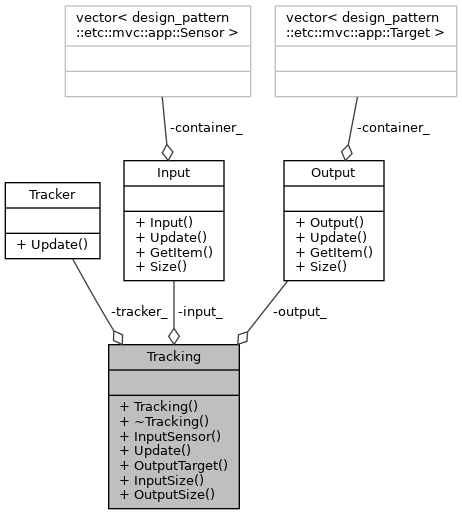 vector< design_pattern
::etc::mvc::app::Sensor >
vector< design_pattern
::etc::mvc::app::Target >
-container_
-container_
Tracker
+ Update()
Input
+ Input()
+ Update()
+ GetItem()
+ Size()
Output
+ Output()
+ Update()
+ GetItem()
+ Size()
-tracker_
-input_
-output_
Tracking
+ Tracking()
+ ~Tracking()
+ InputSensor()
+ Update()
+ OutputTarget()
+ InputSize()
+ OutputSize()